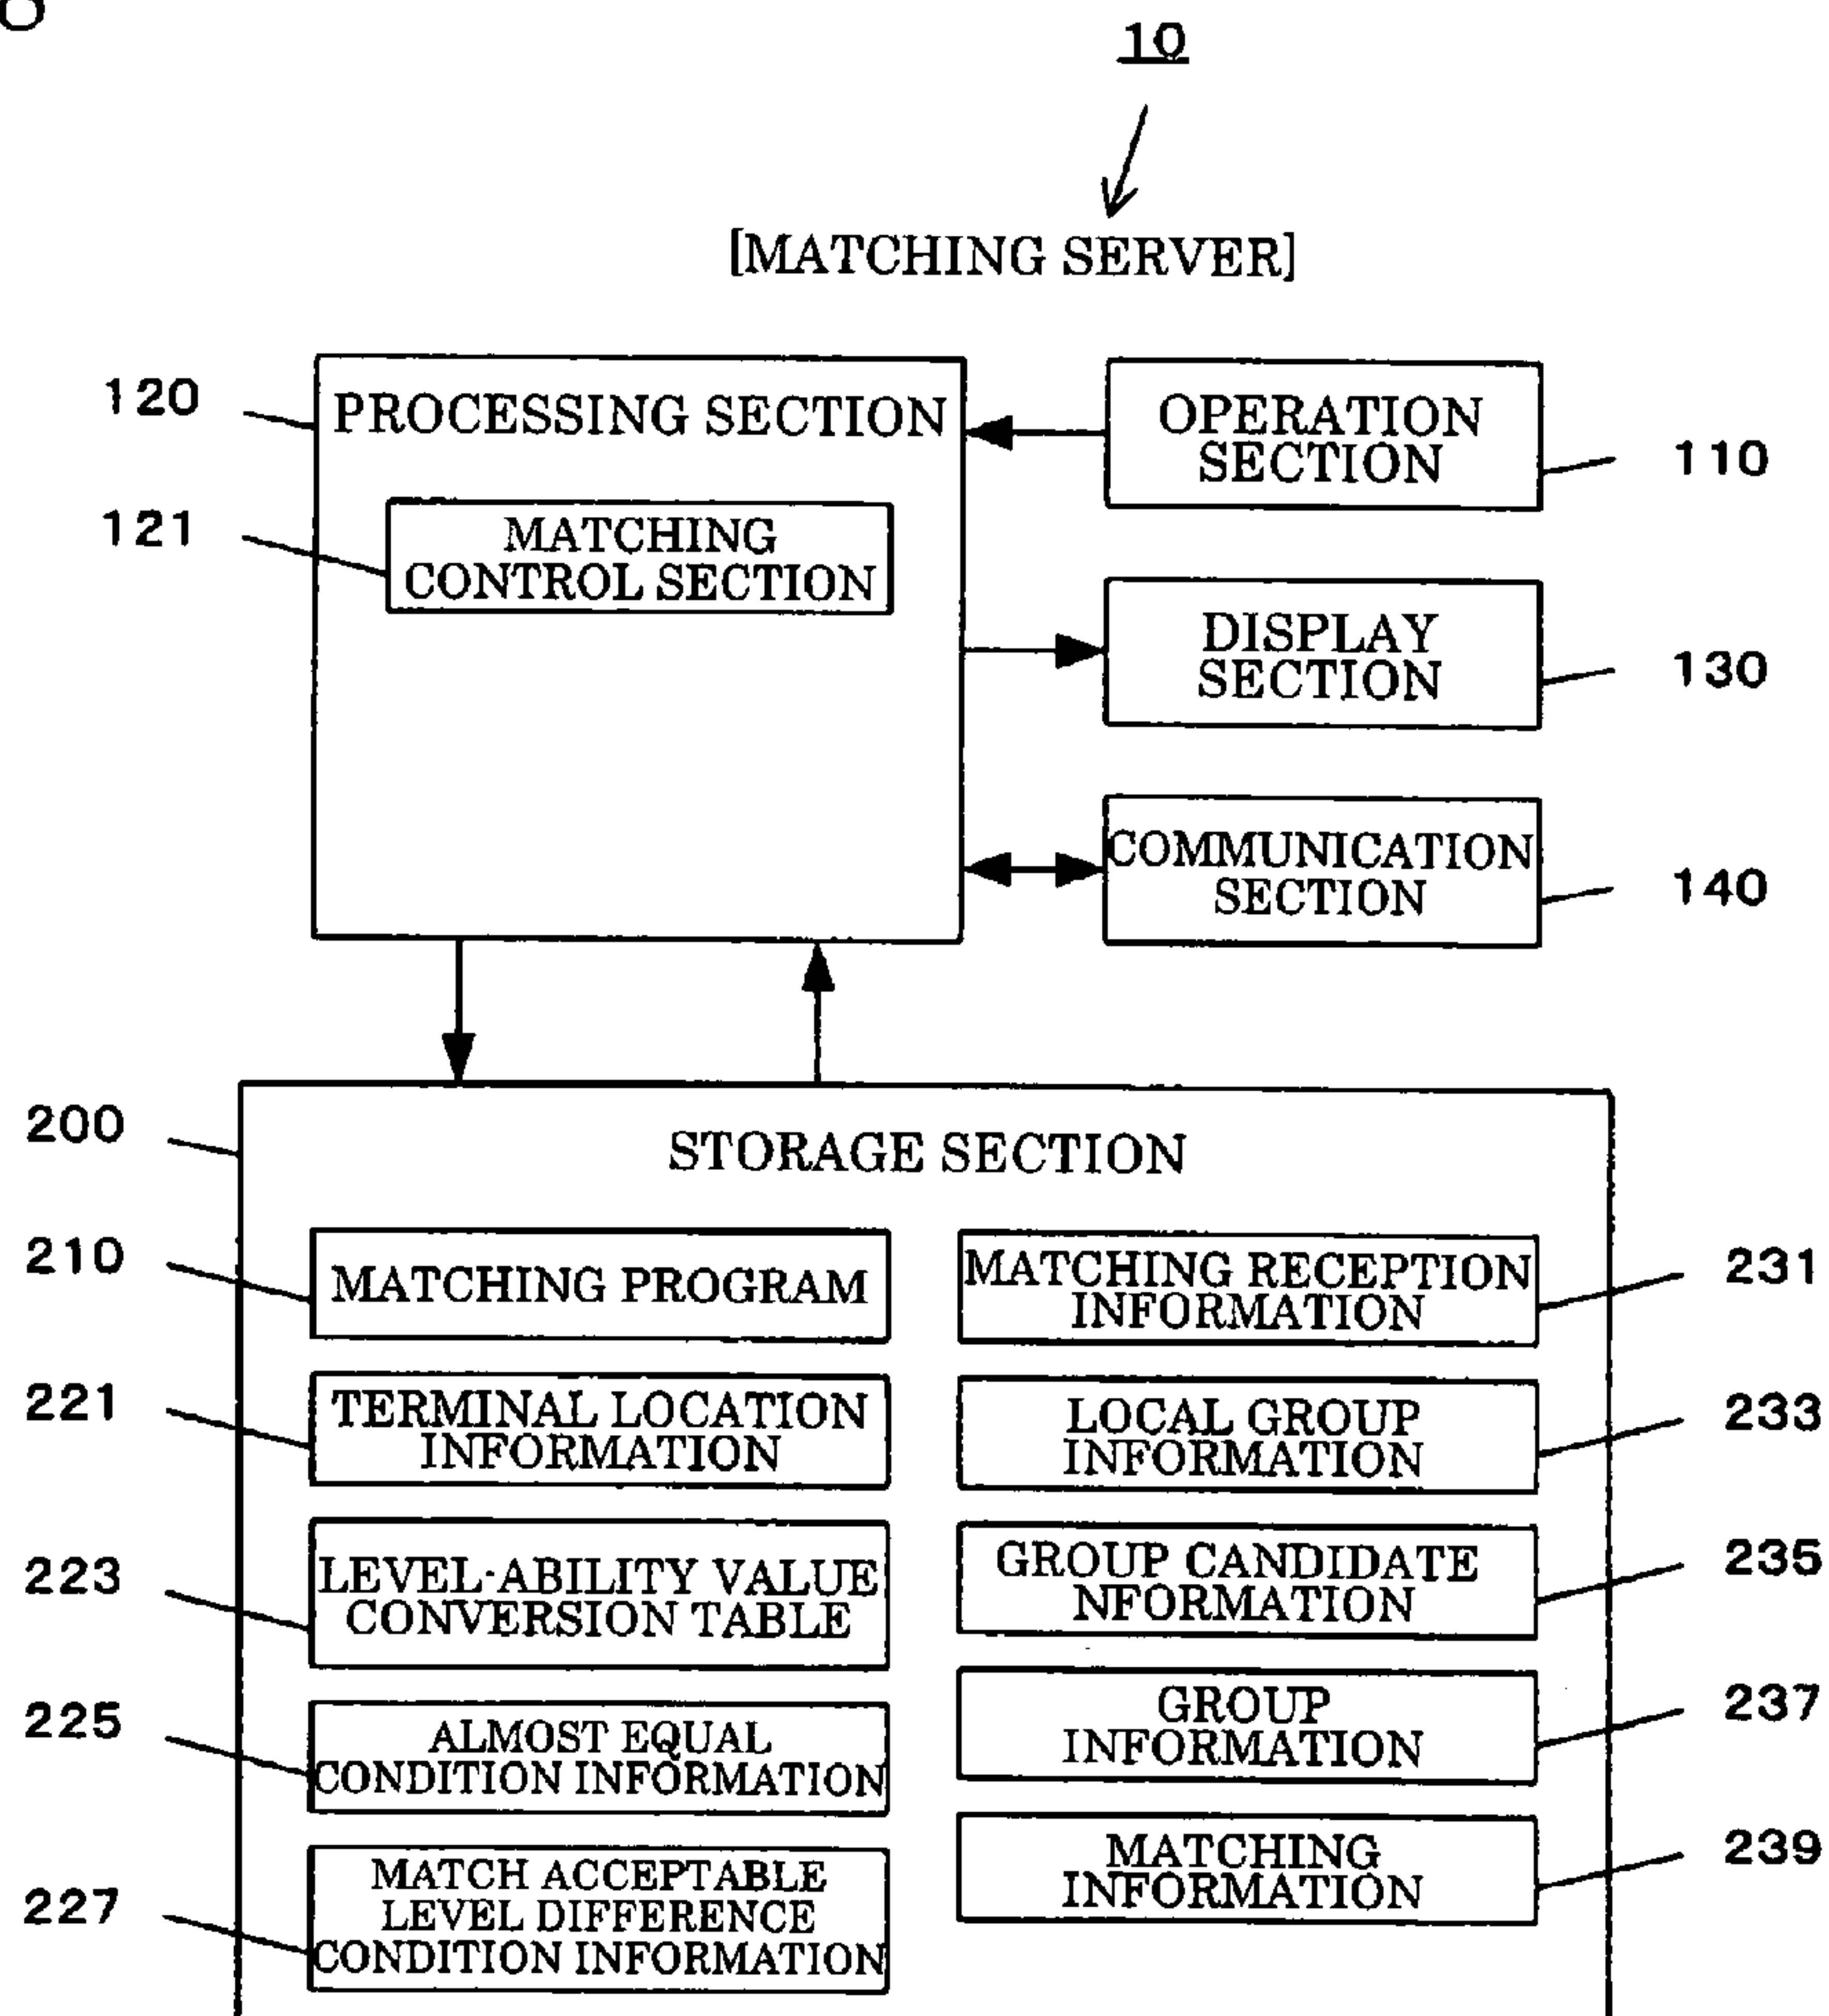 10
[MATCHING SERVER]
120
PROCESSING SECTION
121
MATCHING
CONTROL SECTION
OPERATION
SECTION
110
DISPLAY
SECTION
130
COMMUNICATION
SECTION
140
200
STORAGE SECTION
210
MATCHING PROGRAM
221
TERMINAL LOCATION
INFORMATION
223
LEVEL-ABILITY VALUE
CONVERSION TABLE
225
ALMOST EQUAL
CONDITION INFORMATION
227
MATCH ACCEPTABLE
LEVEL DIFFERENCE
CONDITION INFORMATION
MATCHING RECEPTION
INFORMATION
231
LOCAL GROUP
INFORMATION
233
GROUP CANDIDATE
NFORMATION
235
GROUP
INFORMATION
237
MATCHING
INFORMATION
239